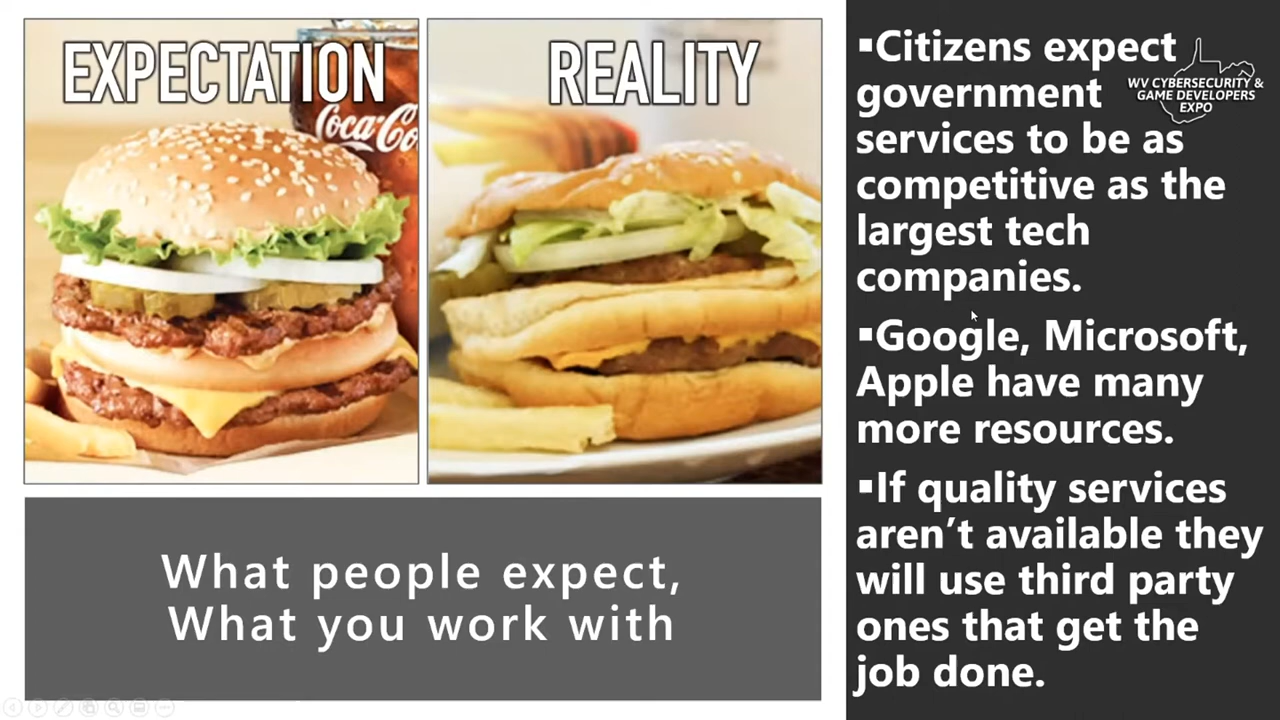 EXPECTATION
Coca-Co
REALITY
What people expect,
What you work with
▪Citizens expect
government
services to be as
competitive as the
largest tech
companies.
▪Google, Microsoft,
Apple have many
more resources.
▪If quality services
aren’t available they
will use third party
ones that get the
job done.
WV CYBERSECURITY &
GAME DEVELOPERS
EXPO